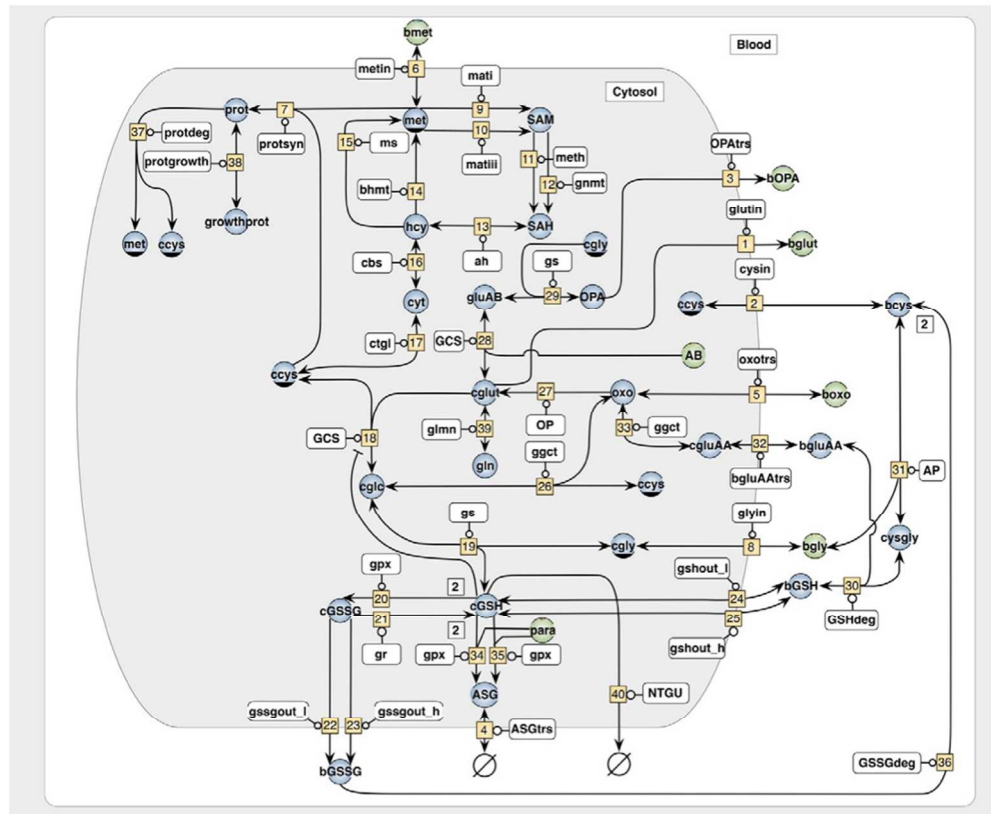 bmet
Blood
metin
6
mati
Cytosol
prot
7
9
SAM
37
protdeg
met
10
OPAtrs
15
ms
protsyn
matiii
11
meth
protgrowth
38
3
bOPA
bhmt
14
12
gnmt
glutin
growthprot
hcy
13
SAH
met
ccys
cgly
1
bglut
cbs
16
ah
gs
cysin
cyt
gluAB
29
OPA
ccys
2
bcys
2
ctgl
17
GCS
28
AB
oxotrs
ccys
cglut
27
oxo
5
boxo
glmn
39
OP
33
ggct
GCS
18
ggct
cgluAA
32
bgluAA
gln
31
AP
cglc
26
ccys
bgluAAtrs
gs
glyin
19
cgly
8
bgly
cysgly
gpx
gshout_l
2
bGSH
30
20
cGSH
24
cGSSG
21
25
GSHdeg
2
para
gr
gpx
34
35
gpx
gshout_h
ASG
40
NTGU
gssgout_l
22
23
gssgout_h
4
ASGtrs
GSSGdeg
36
bGSSG